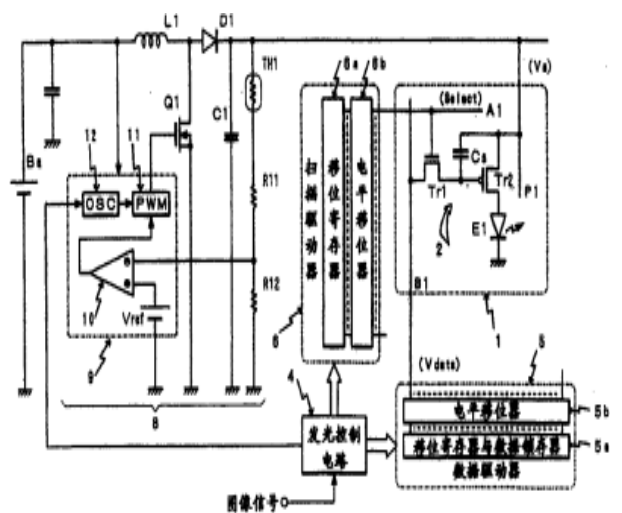 L1
D1
TH1
6a
6b
(Va)
(Select)
A1
Q1
C1
12
11
Ba
OSC
PWM
R11
扫描驱动器
移位寄存器
电平移位器
Cs
Tr1
Tr2
P1
2
E1
10
Vref
R12
B1
9
6
1
8
(Vdata)
5
4
发光控制
电路
电平移位器
5b
移位寄存器与数据锁存器
5a
数据驱动器
图像信号